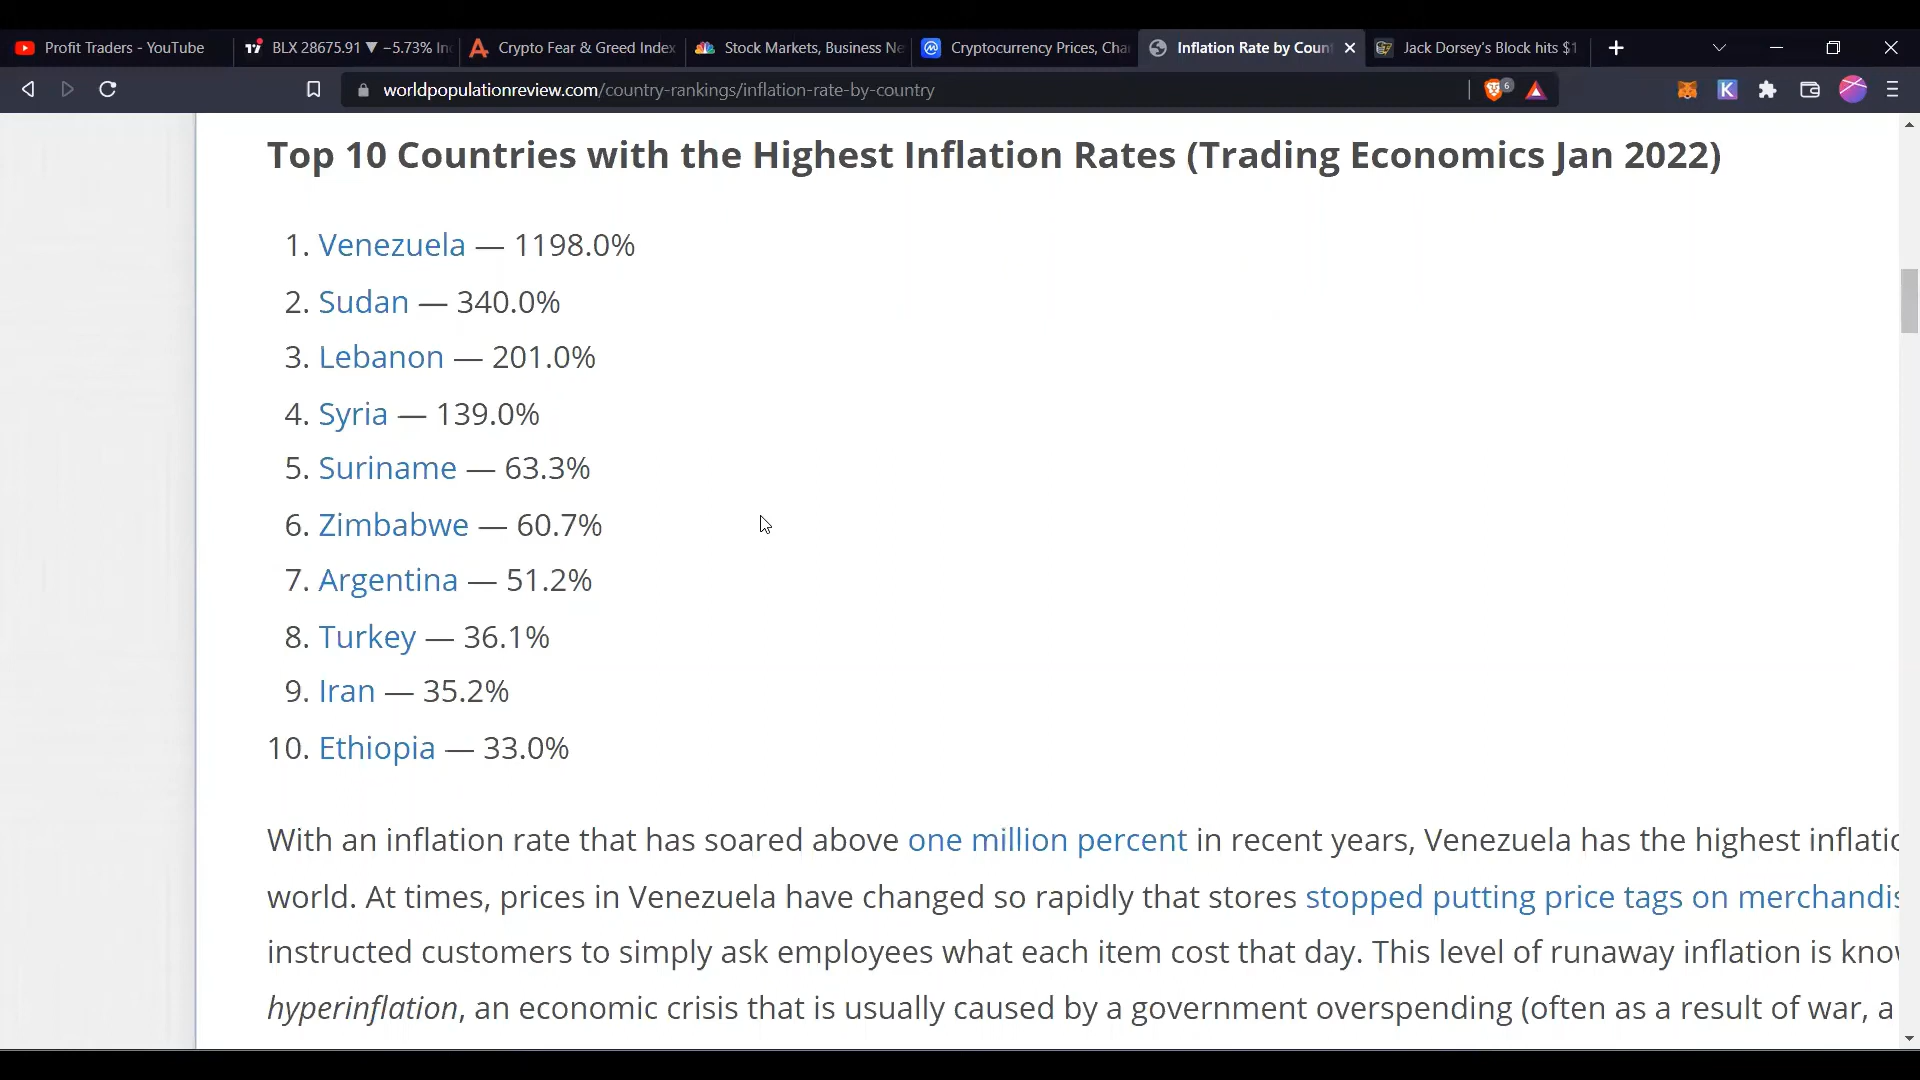 Profit Traders - YouTube
BLX 28675.91 ▼ −5.73%
Crypto Fear & Greed Index
Stock Markets, Business Ne
Cryptocurrency Prices, Cha
Inflation Rate by Coun
Jack Dorsey's Block hits $1
worldpopulationreview.com/country-rankings/inflation-rate-by-country
6
K
Top 10 Countries with the Highest Inflation Rates (Trading Economics Jan 2022)
1. Venezuela — 1198.0%
2. Sudan — 340.0%
3. Lebanon — 201.0%
4. Syria — 139.0%
5. Suriname — 63.3%
6. Zimbabwe — 60.7%
7. Argentina — 51.2%
8. Turkey — 36.1%
9. Iran — 35.2%
10. Ethiopia — 33.0%
With an inflation rate that has soared above one million percent in recent years, Venezuela has the highest inflatio
world. At times, prices in Venezuela have changed so rapidly that stores stopped putting price tags on merchandis
instructed customers to simply ask employees what each item cost that day. This level of runaway inflation is kno
hyperinflation, an economic crisis that is usually caused by a government overspending (often as a result of war, a